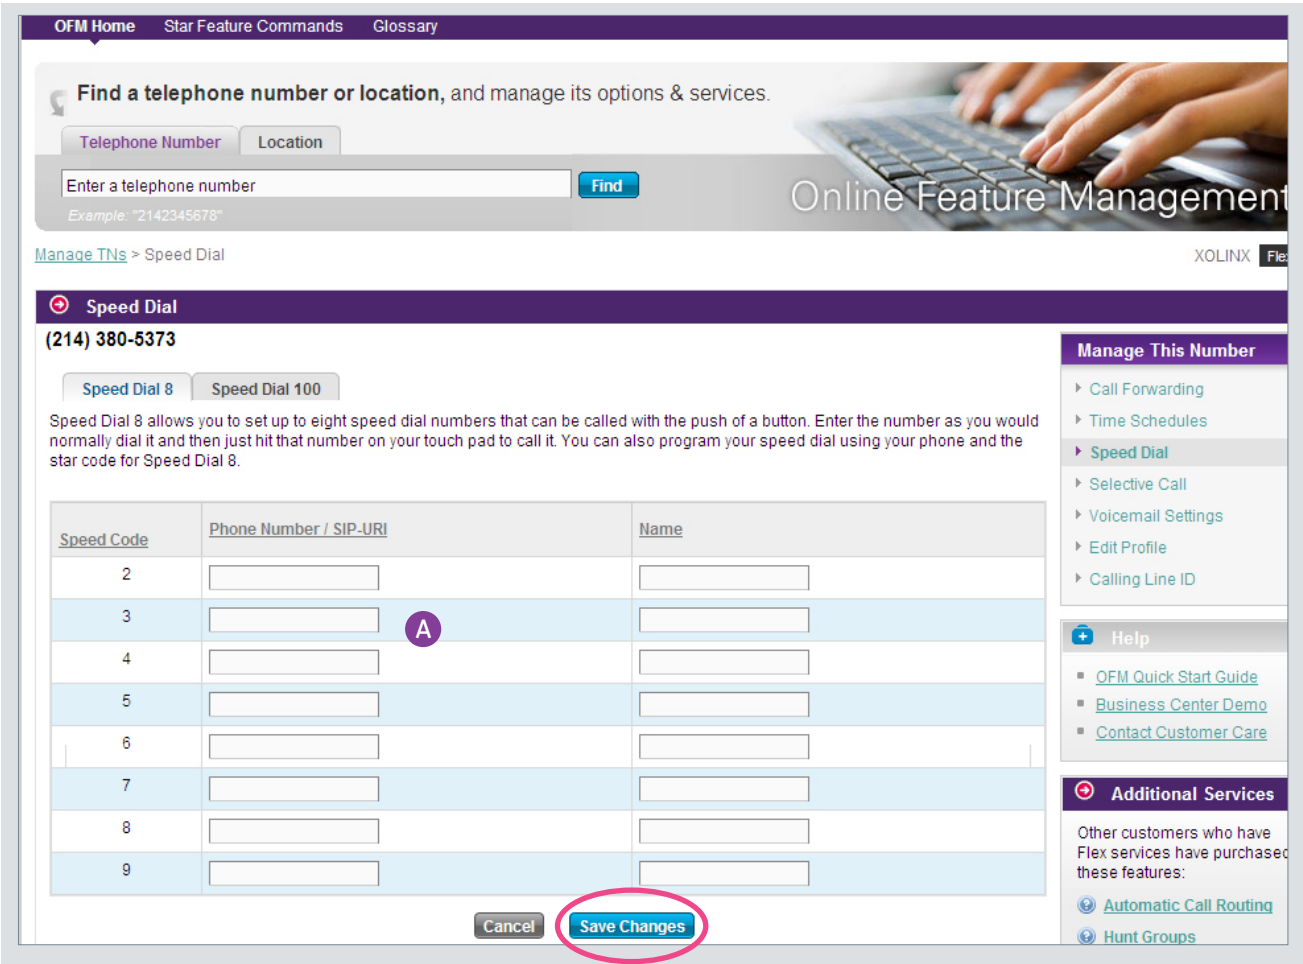 OFM Home Star Feature Commands Glossary
Find a telephone number or location, and manage its options & services.
Telephone Number Location
Enter a telephone number Find
Example: "2142345678"
Online Feature Management
Manage TNs > Speed Dial
XOLINX Fle
Speed Dial
(214) 380-5373
Speed Dial 8 Speed Dial 100
Speed Dial 8 allows you to set up to eight speed dial numbers that can be called with the push of a button. Enter the number as you would
normally dial it and then just hit that number on your touch pad to call it. You can also program your speed dial using your phone and the
star code for Speed Dial 8.
Speed Code Phone Number / SIP-URI Name
2
3
A
4
5
6
7
8
9
Cancel Save Changes
Manage This Number
Call Forwarding
Time Schedules
Speed Dial
Selective Call
Voicemail Settings
Edit Profile
Calling Line ID
Help
OFM Quick Start Guide
Business Center Demo
Contact Customer Care
Additional Services
Other customers who have
Flex services have purchased
these features:
Automatic Call Routing
Hunt Groups